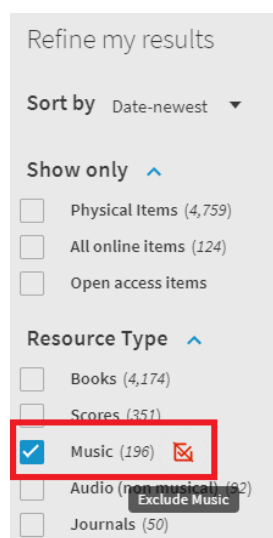 Refine my results
Sort by Date-newest
Show only
Physical Items (4,759)
All online items (124)
Open access items
Resource Type
Books (4,174)
Scores (351)
Music (196)
Audio (non musical) (92)
Exclude Music
Journals (50)